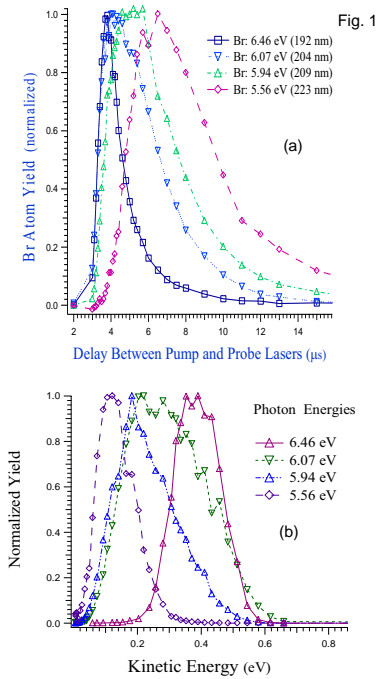 Fig. 1
1.0
0.8
0.6
0.4
0.2
0.0
Br Atom Yield (normalized)
Br: 6.46 eV (192 nm)
Br: 6.07 eV (204 nm)
Br: 5.94 eV (209 nm)
Br: 5.56 eV (223 nm)
(a)
2 4 6 8 10 12 14
Delay Between Pump and Probe Lasers (µs)
1.0
0.8
0.6
0.4
0.2
0.0
Normalized Yield
Photon Energies
6.46 eV
6.07 eV
5.94 eV
5.56 eV
(b)
0.0 0.2 0.4 0.6 0.8
Kinetic Energy (eV)